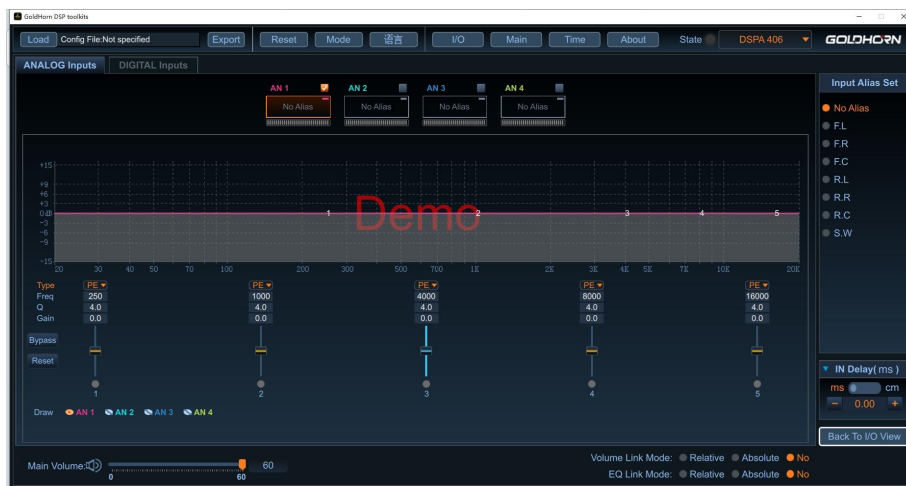 GoldHorn DSP toolkits
Load Config File:Not specified Export Reset Mode 语言 I/O Main Time About State DSPA 406 GOLDHORN
ANALOG Inputs DIGITAL Inputs
AN 1 AN 2 AN 3 AN 4
No Alias No Alias No Alias No Alias
Input Alias Set
No Alias
F.L
F.R
F.C
R.L
R.R
R.C
S.W
+15
+9
+6
+3
0dB
-3
-6
-9
-15
1 2 3 4 5
Demo
20 30 40 50 70 100 200 300 500 700 1K 2K 3K 4K 5K 7K 10K 20K
Type PE PE PE PE PE
Freq 250 1000 4000 8000 16000
Q 4.0 4.0 4.0 4.0 4.0
Gain 0.0 0.0 0.0 0.0 0.0
Bypass
Reset
1 2 3 4 5
Draw AN 1 AN 2 AN 3 AN 4
IN Delay( ms )
ms cm
− 0.00 +
Back To I/O View
Main Volume: 60
0 60
Volume Link Mode: Relative Absolute No
EQ Link Mode: Relative Absolute No